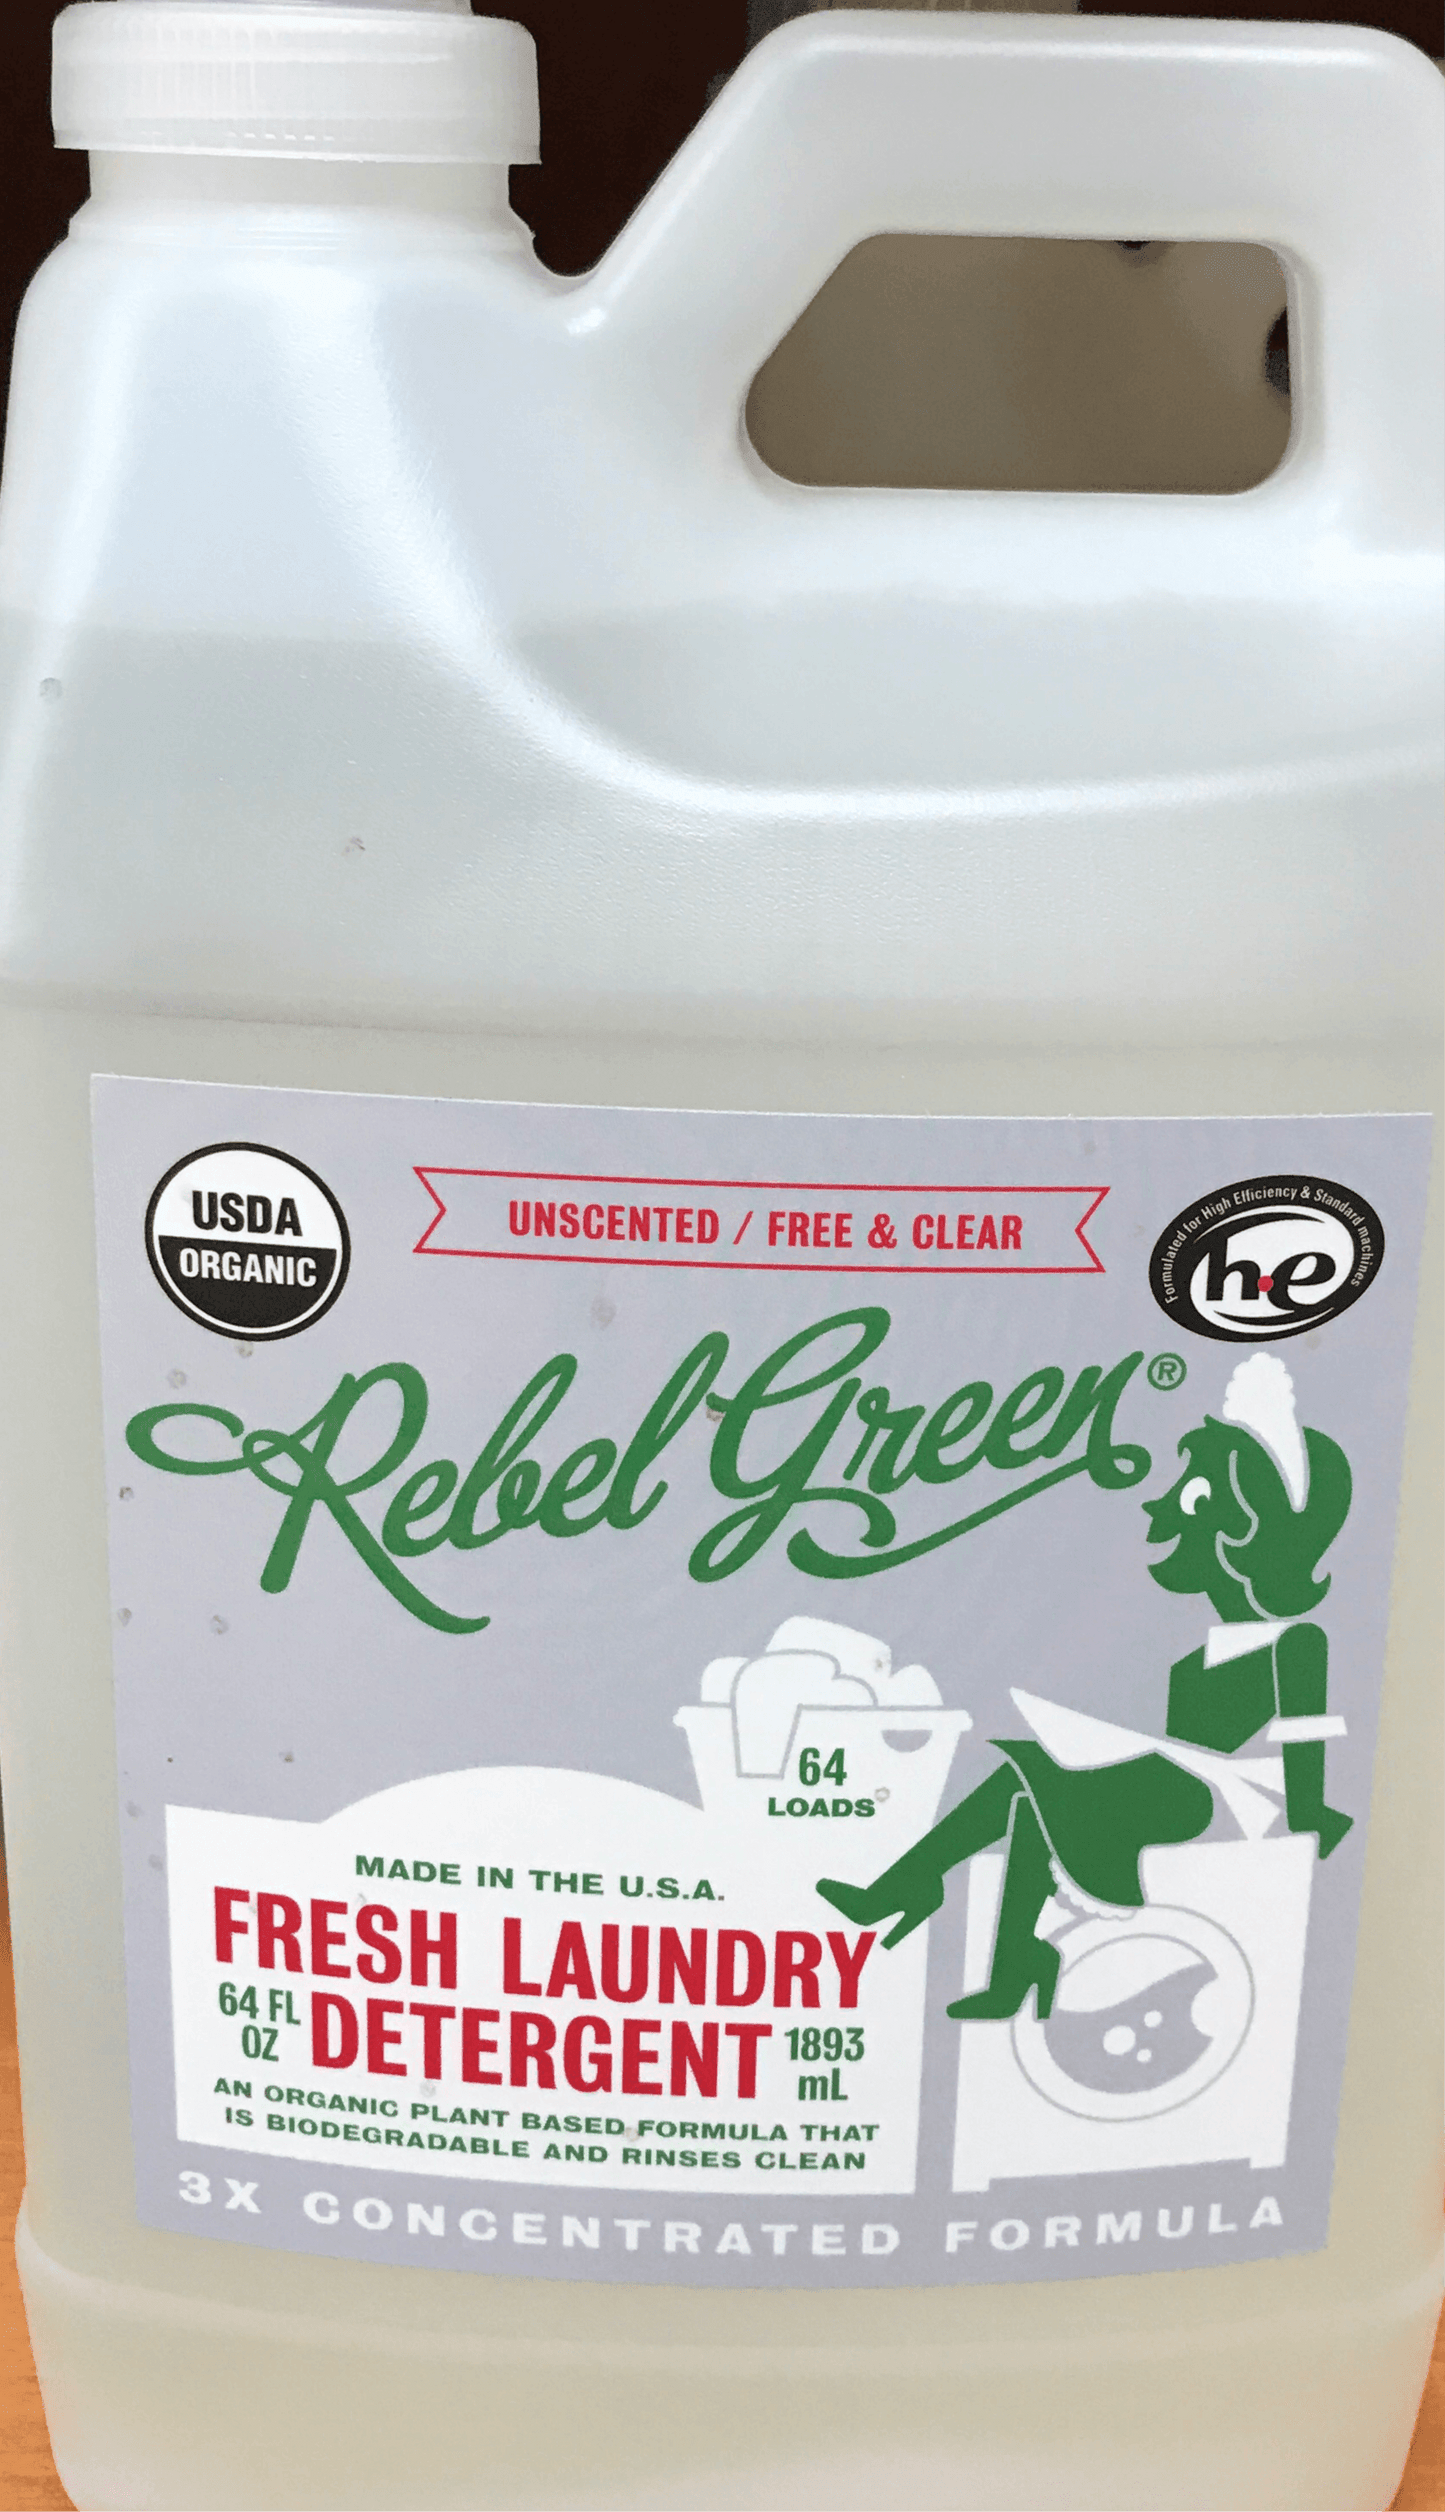 USDA
ORGANIC
UNSCENTED / FREE & CLEAR
Formulated for High Efficiency & Standard machines
he
Rebel Green®
64
LOADS
MADE IN THE U.S.A.
FRESH LAUNDRY
64 FL OZ DETERGENT 1893 mL
AN ORGANIC PLANT BASED FORMULA THAT
IS BIODEGRADABLE AND RINSES CLEAN
3X CONCENTRATED FORMULA